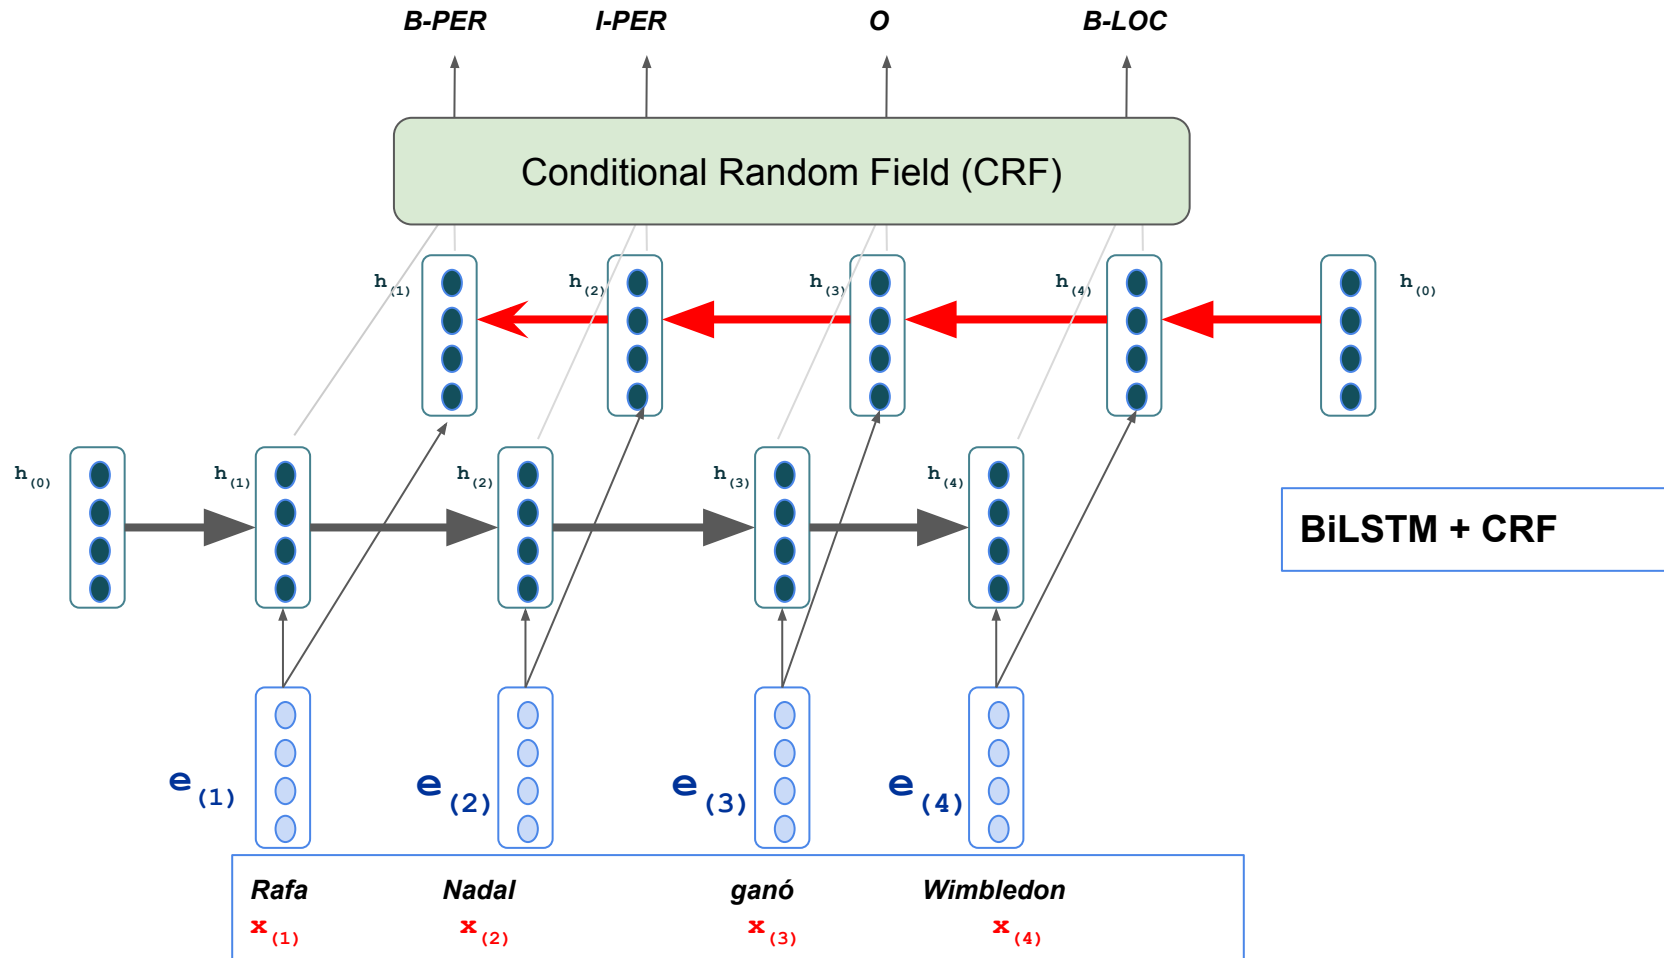 B-PER I-PER O B-LOC
Conditional Random Field (CRF)
h(1) h(2) h(3) h(4) h(0)
h(0) h(1) h(2) h(3) h(4)
BiLSTM + CRF
e(1) e(2) e(3) e(4)
Rafa Nadal ganó Wimbledon
x(1) x(2) x(3) x(4)